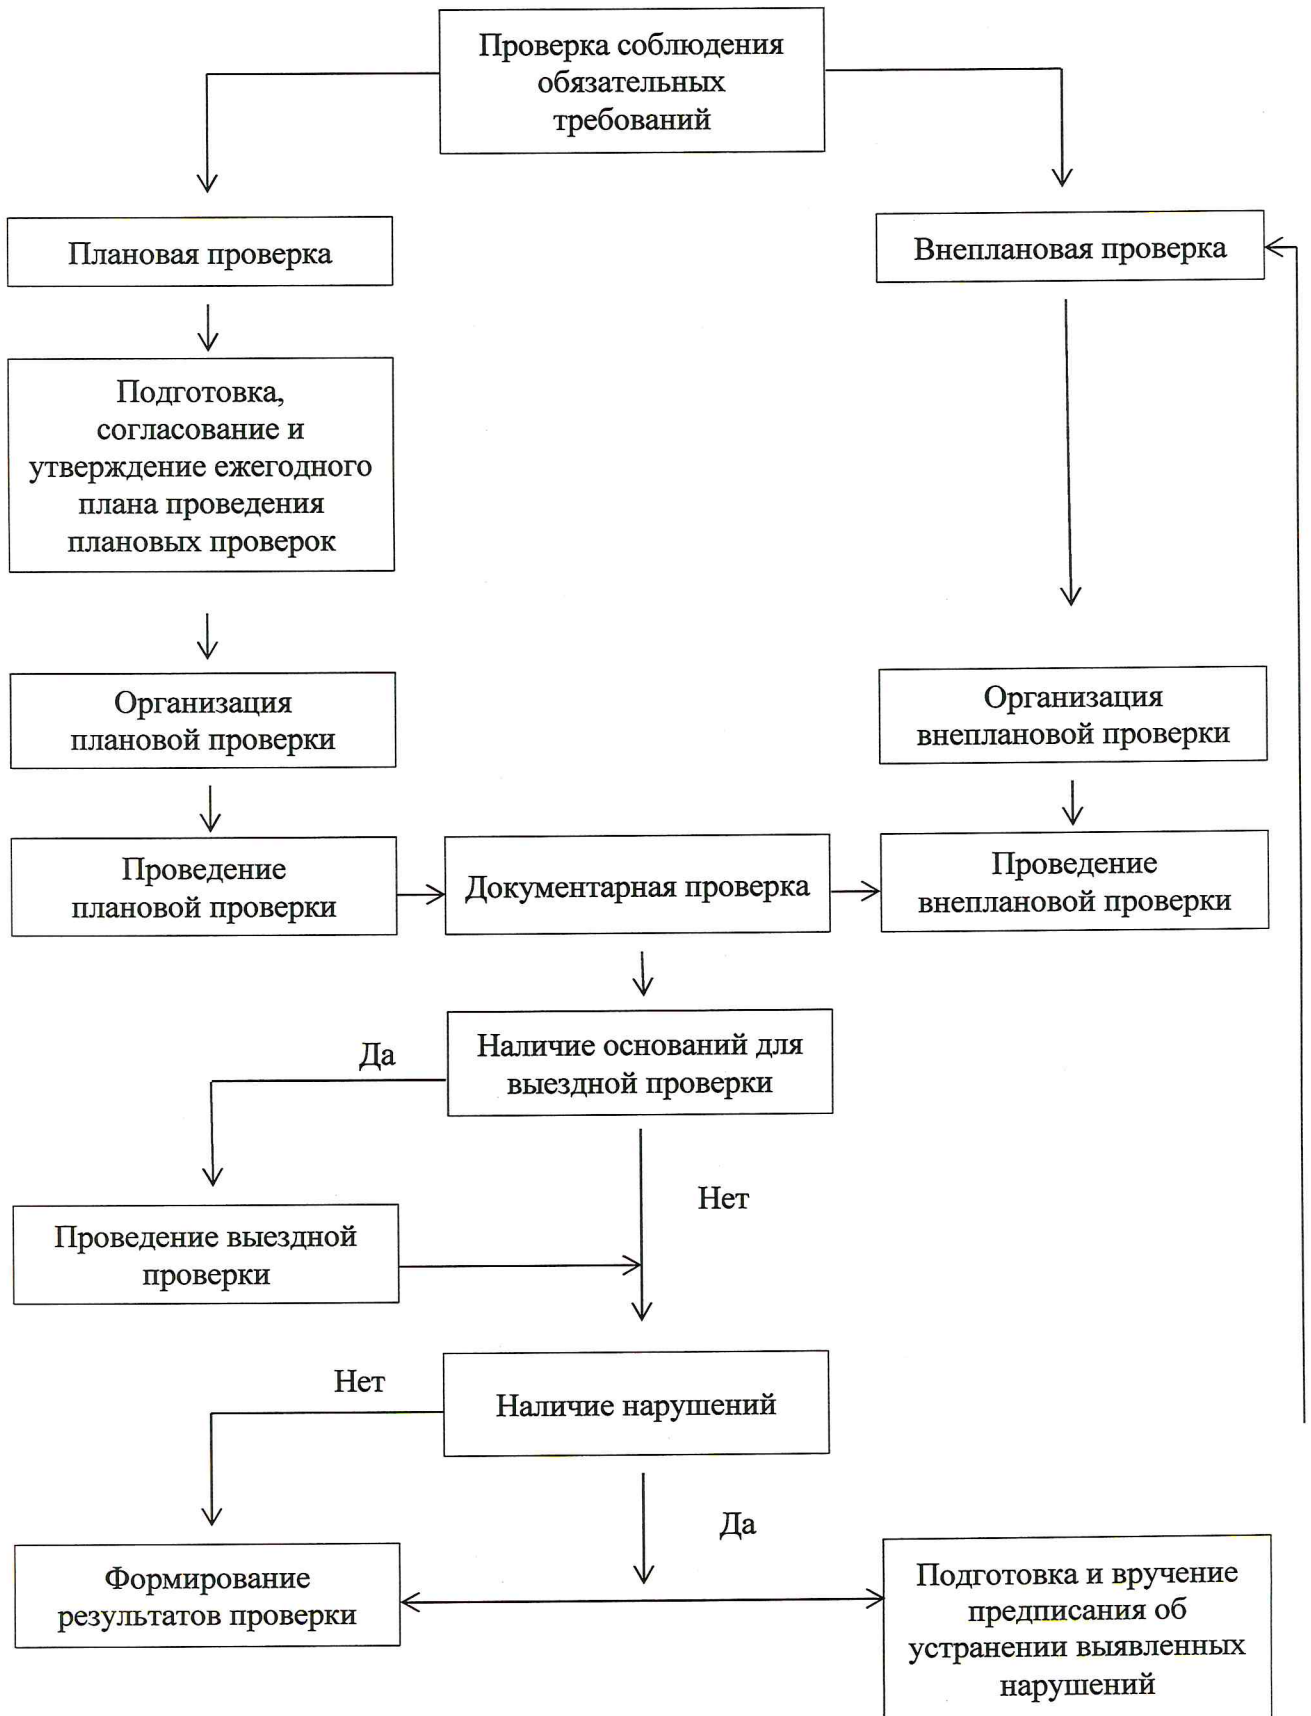 Проверка соблюдения
обязательных
требований
Плановая проверка
Внеплановая проверка
Подготовка,
согласование и
утверждение ежегодного
плана проведения
плановых проверок
Организация
плановой проверки
Организация
внеплановой проверки
Проведение
плановой проверки
Документарная проверка
Проведение
внеплановой проверки
Наличие оснований для
выездной проверки
Да
Нет
Проведение выездной
проверки
Наличие нарушений
Нет
Да
Формирование
результатов проверки
Подготовка и вручение
предписания об
устранении выявленных
нарушений